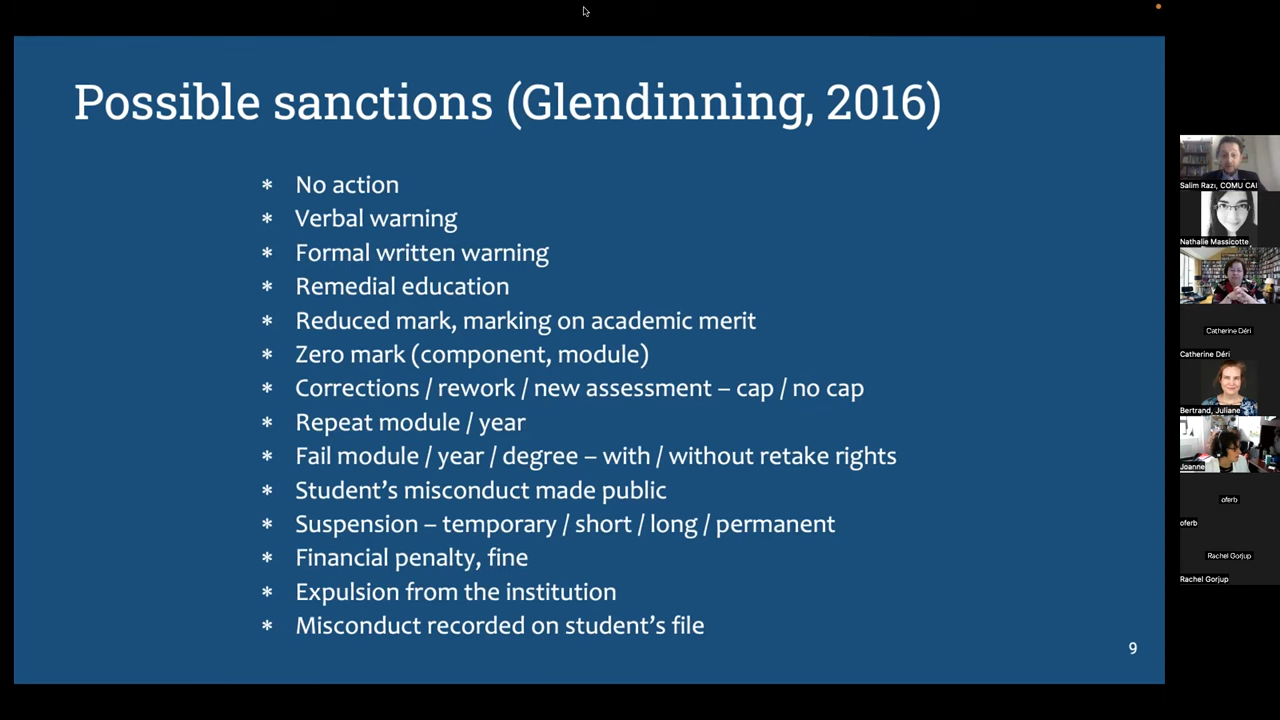 Possible sanctions (Glendinning, 2016)
* No action
* Verbal warning
* Formal written warning
* Remedial education
* Reduced mark, marking on academic merit
* Zero mark (component, module)
* Corrections / rework / new assessment – cap / no cap
* Repeat module / year
* Fail module / year / degree – with / without retake rights
* Student's misconduct made public
* Suspension – temporary / short / long / permanent
* Financial penalty, fine
* Expulsion from the institution
* Misconduct recorded on student's file
9
Salim Razı, COMU CAI
Nathalie Massicotte
Catherine Déri
Catherine Déri
Bertrand, Juliane
Joanne
oferb
oferb
Rachel Gorjup
Rachel Gorjup